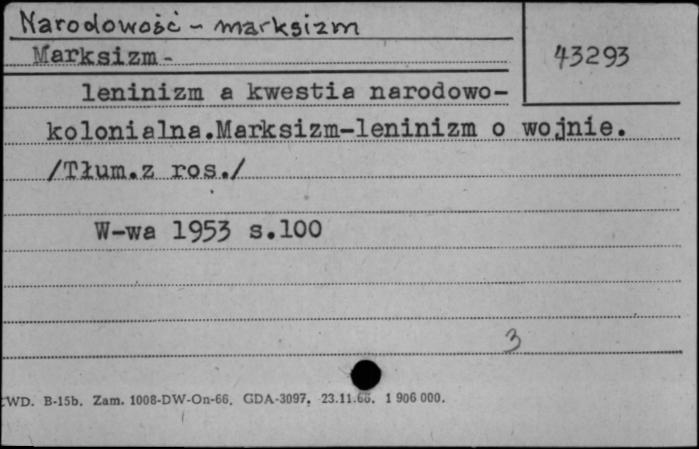 Narodowość - marksizm
Marksizm-
43293
leninizm a kwestia narodowo-
kolonialna.Marksizm-leninizm o wojnie.
/Tłum.z ros./
W-wa 1953 s.100
3
CWD. B-15b. Zam. 1008-DW-On-66. GDA-3097. 23.11.66. 1 906 000.